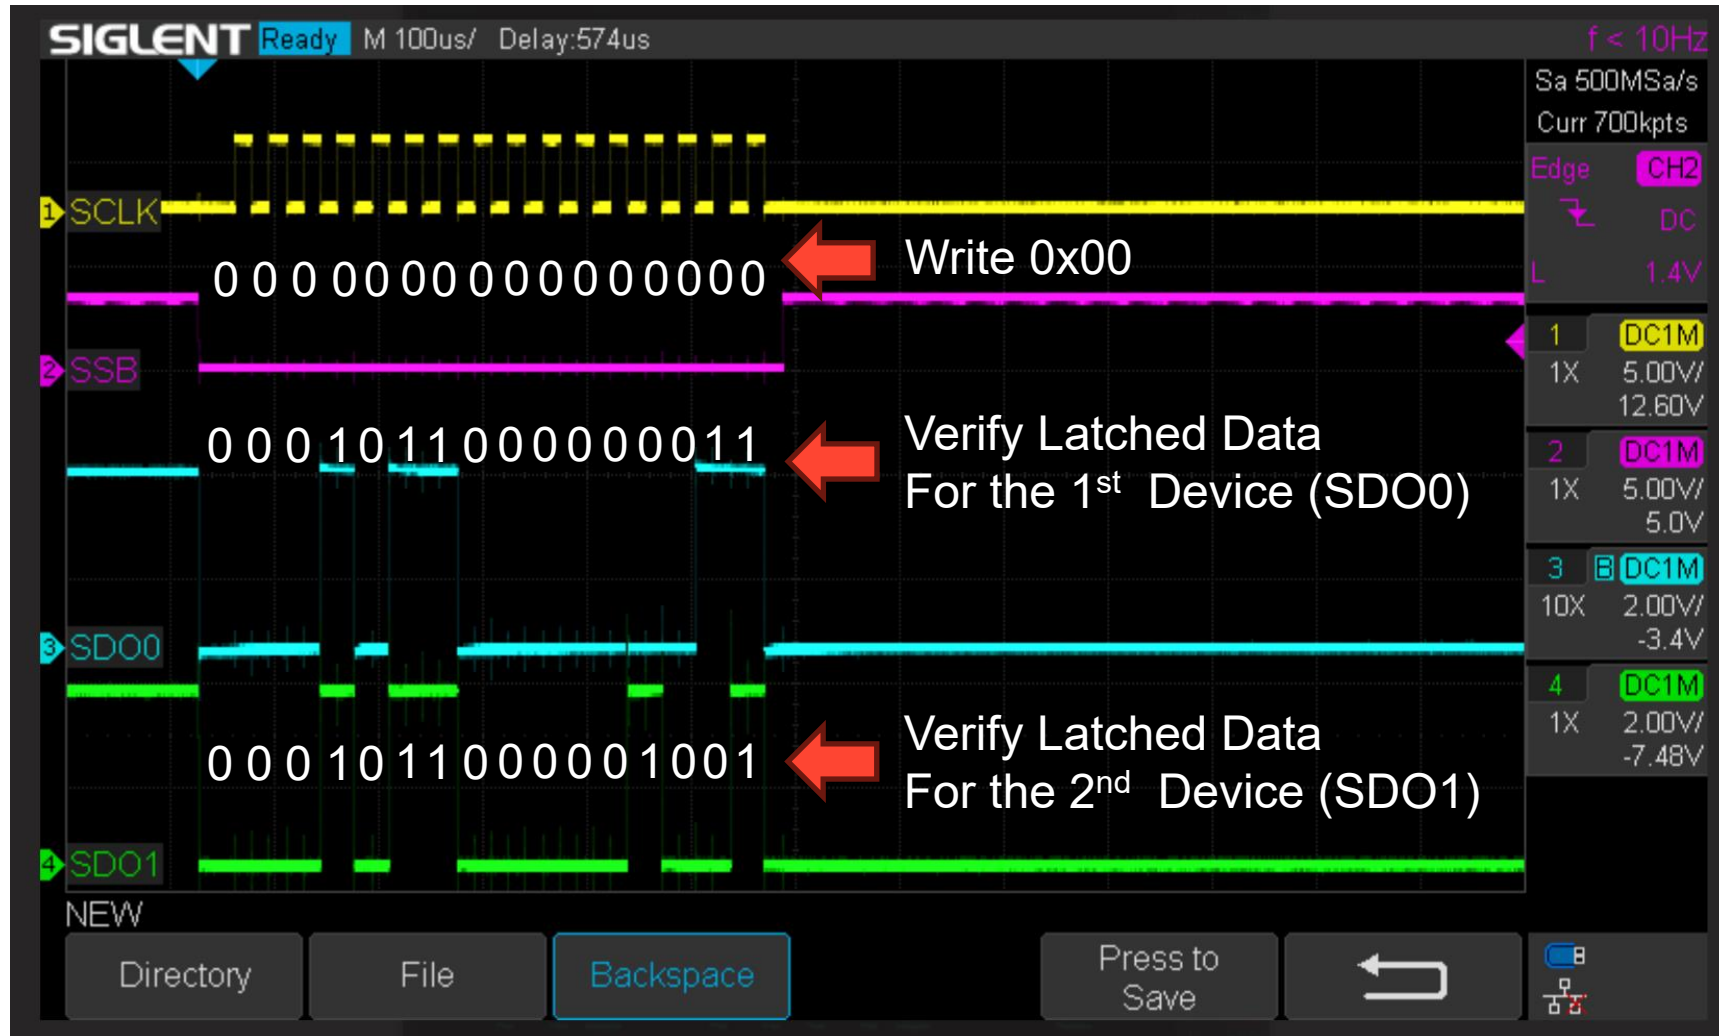 SIGLENT Ready M 100us/ Delay:574us f < 10Hz
Sa 500MSa/s
Curr 700kpts
Edge CH2
DC
L 1.4V
1 SCLK
Write 0x00
0 0 0 0 0 0 0 0 0 0 0 0 0 0 0 0
2 SSB
1 DC1M
1X 5.00V/
12.60V
Verify Latched Data
For the 1st Device (SDO0)
0 0 0 1 0 1 1 0 0 0 0 0 0 0 1 1
2 DC1M
1X 5.00V/
5.0V
3 SDO0
3 B DC1M
10X 2.00V/
-3.4V
Verify Latched Data
For the 2nd Device (SDO1)
0 0 0 1 0 1 1 0 0 0 0 0 1 0 0 1
4 DC1M
1X 2.00V/
-7.48V
4 SDO1
NEW
Directory File Backspace Press to
Save